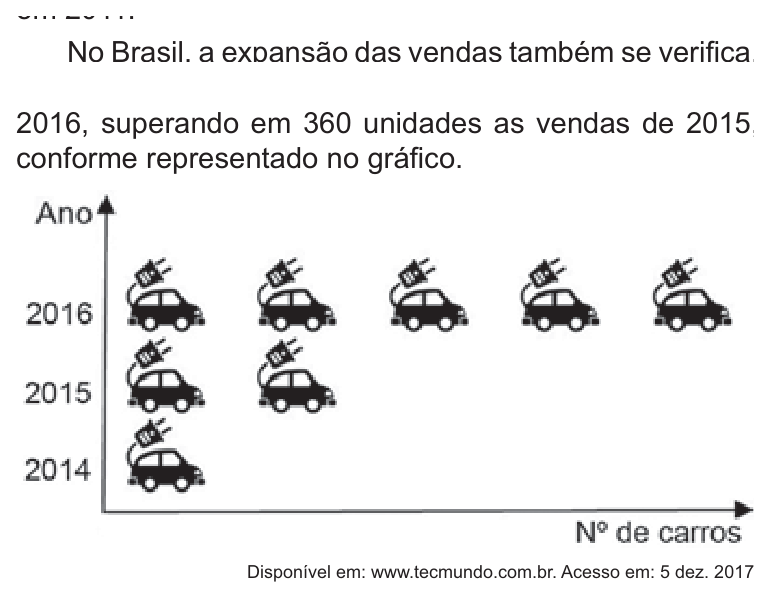 No Brasil, a expansão das vendas também se verifica.
2016, superando em 360 unidades as vendas de 2015,
conforme representado no gráfico.
Ano
2016
2015
2014
Nº de carros
Disponível em: www.tecmundo.com.br. Acesso em: 5 dez. 2017